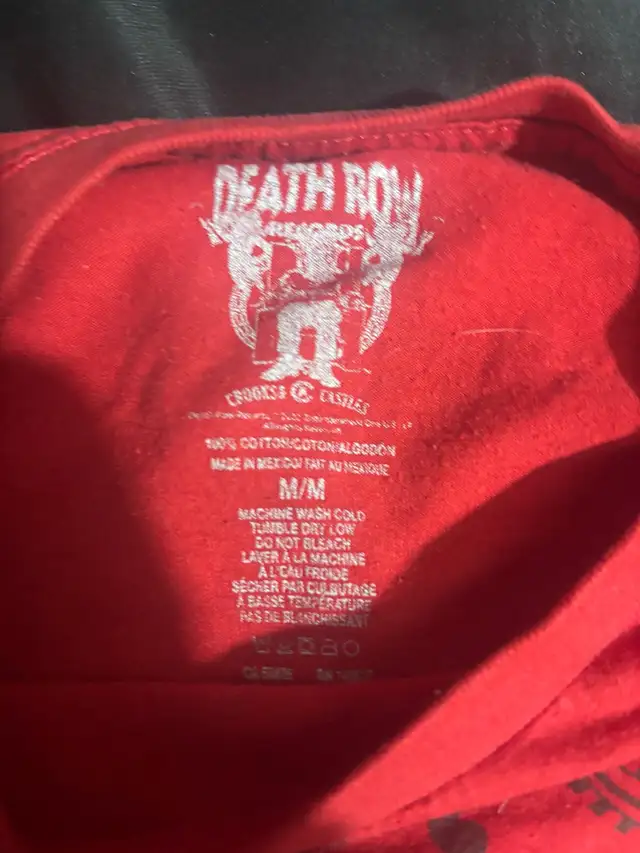 DEATH ROW
RECORDS
CROOKS & CASTLES
100% COTTON/COTON/ALGODÓN
MADE IN MEXICO/ FAIT AU MEXIQUE
M/M
MACHINE WASH COLD
TUMBLE DRY LOW
DO NOT BLEACH
LAVER À LA MACHINE
À L'EAU FROIDE
SÉCHER PAR CULBUTAGE
À BASSE TEMPÉRATURE
PAS DE BLANCHISSANT